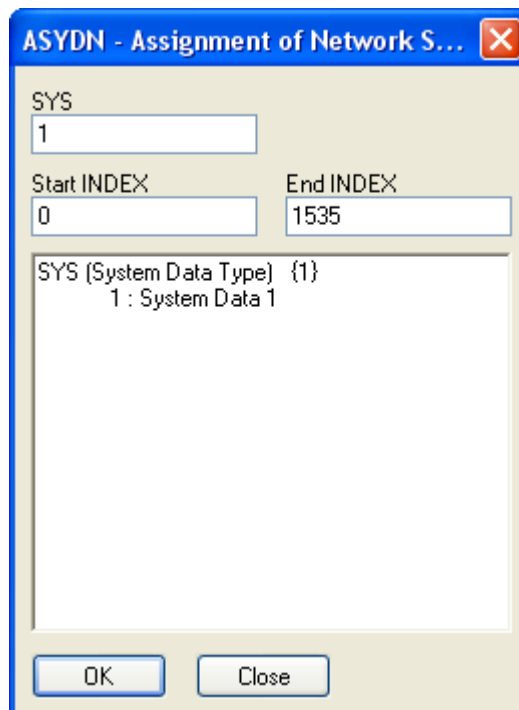 ASYDN - Assignment of Network S...
SYS
1
Start INDEX End INDEX
0 1535
SYS (System Data Type) {1}
1 : System Data 1
OK Close